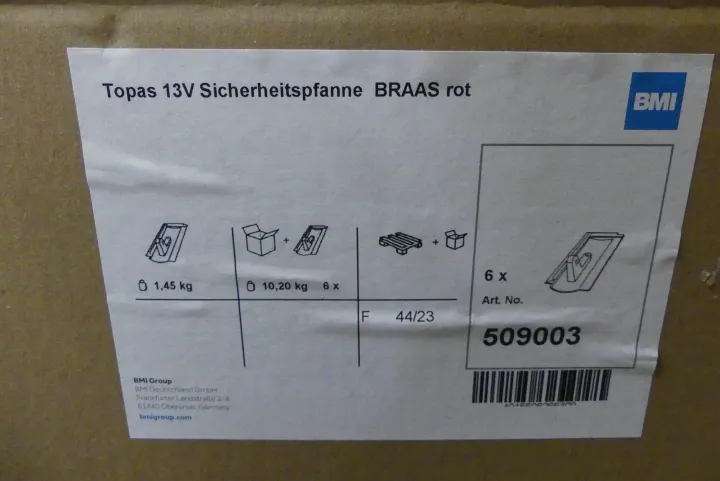 Topas 13V Sicherheitspfanne BRAAS rot
BMI
+
+
1,45 kg
10,20 kg 6 x
F 44/23
6 x
Art. No.
509003
BMI Group
BMI Deutschland GmbH
Frankfurter Landstraße 2-4
61440 Oberursel, Germany
bmigroup.com